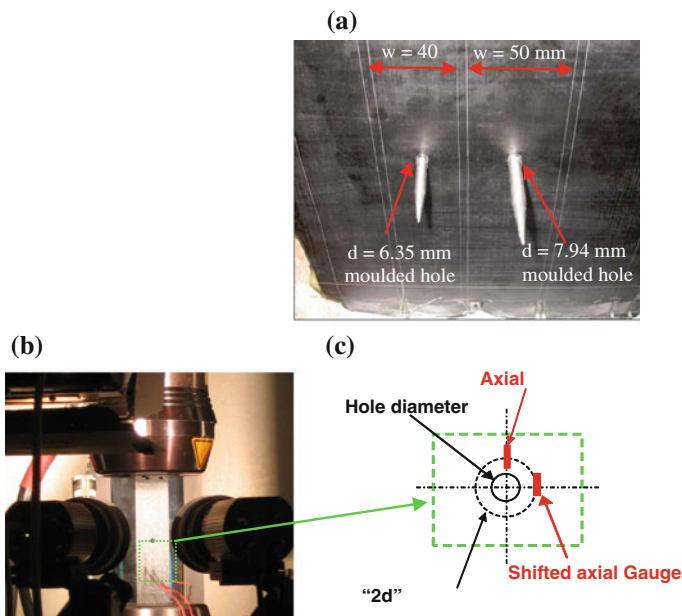 (a)
w = 40
w = 50 mm
d = 6.35 mm
moulded hole
d = 7.94 mm
moulded hole
(b)
(c)
Axial
Hole diameter
Shifted axial Gauge
“2d”